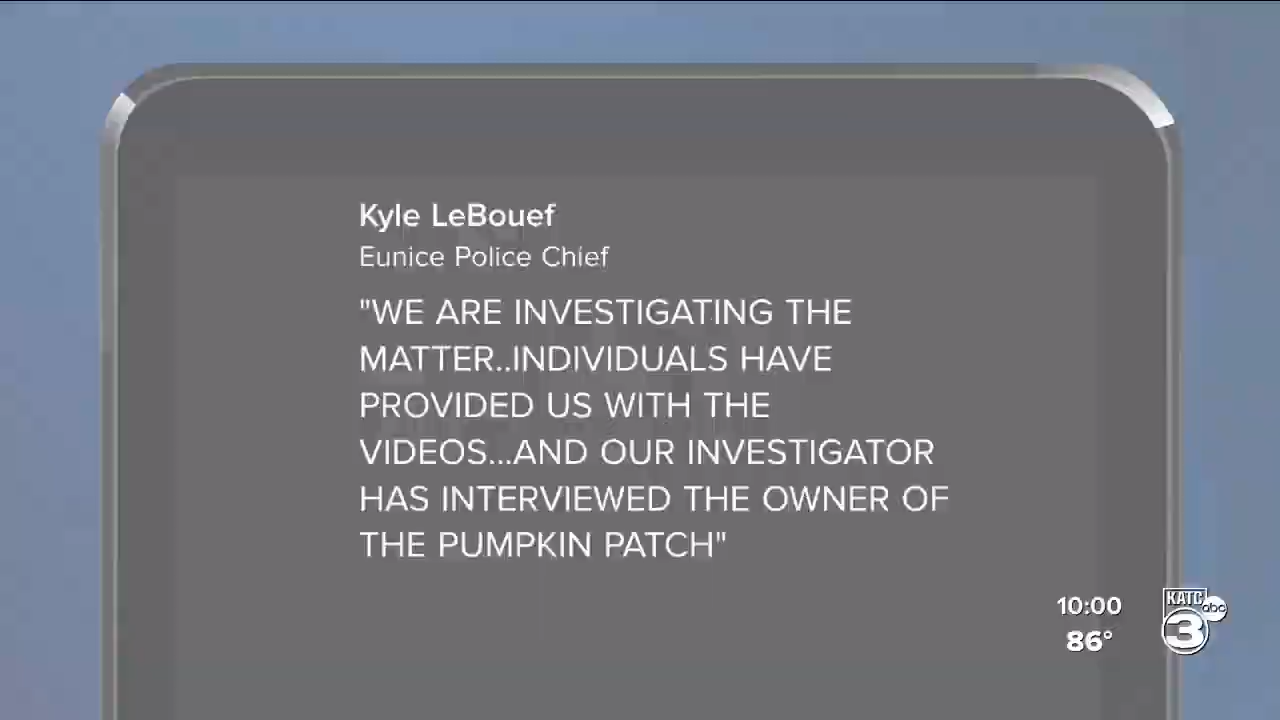 Kyle LeBouef
Eunice Police Chief
"WE ARE INVESTIGATING THE
MATTER..INDIVIDUALS HAVE
PROVIDED US WITH THE
VIDEOS...AND OUR INVESTIGATOR
HAS INTERVIEWED THE OWNER OF
THE PUMPKIN PATCH"
10:00
86°
KATC
abc
3